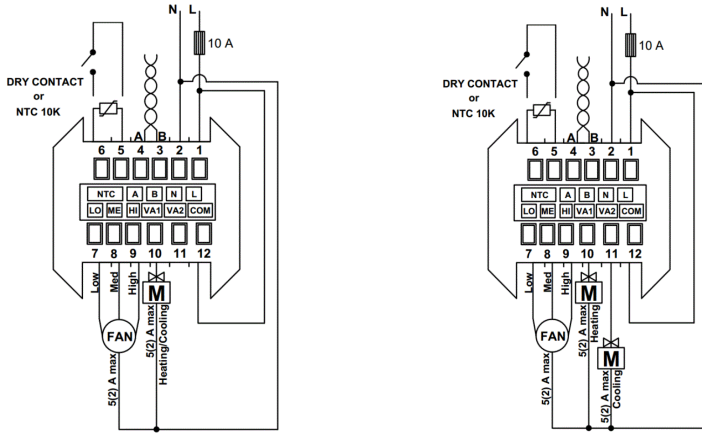 N L
10 A
DRY CONTACT
or
NTC 10K
A B
6 5 4 3 2 1
NTC A B N L
LO ME HI VA1 VA2 COM
7 8 9 10 11 12
Low
Med
High
M
FAN
5(2) A max
5(2) A max
Heating/Cooling
N L
10 A
DRY CONTACT
or
NTC 10K
A B
6 5 4 3 2 1
NTC A B N L
LO ME HI VA1 VA2 COM
7 8 9 10 11 12
Low
Med
High
M
FAN
5(2) A max
5(2) A max
Heating
M
5(2) A max
Cooling